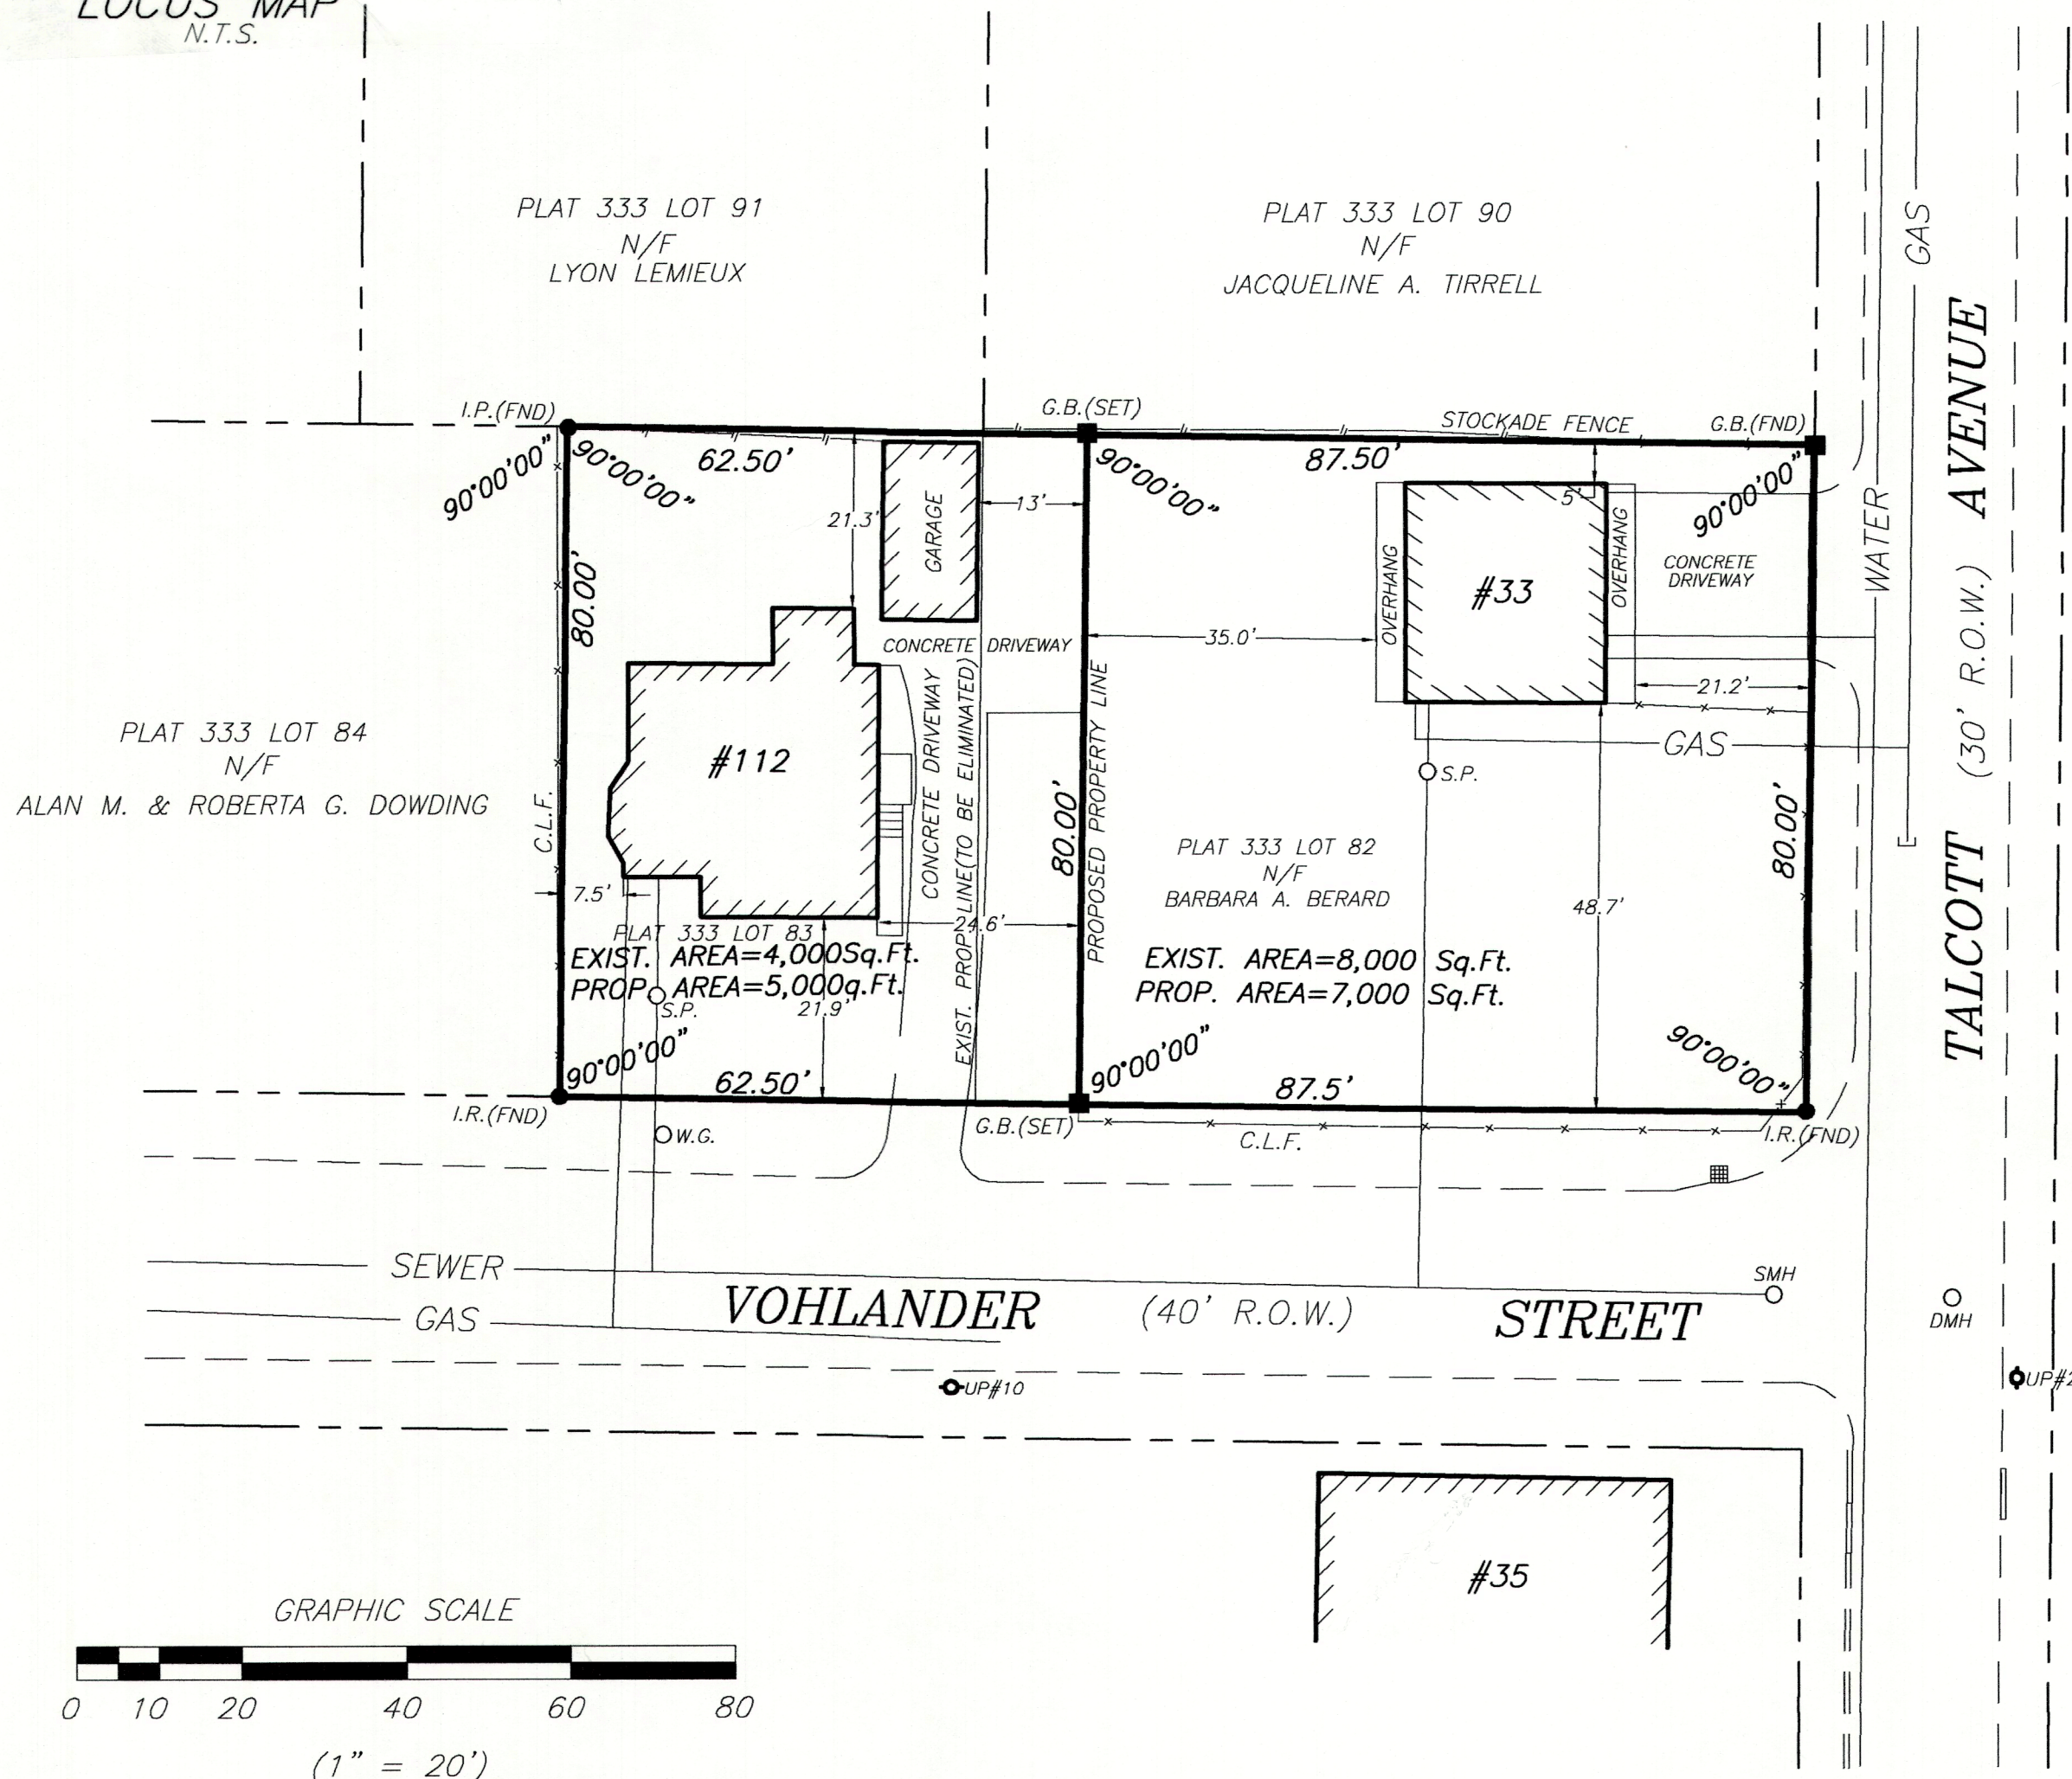 LOCUS MAP
N.T.S.
PLAT 333 LOT 91
N/F
LYON LEMIEUX
PLAT 333 LOT 90
N/F
JACQUELINE A. TIRRELL
GAS
I.P.(FND)
G.B.(SET)
STOCKADE FENCE
G.B.(FND)
90°00'00"
90°00'00"
62.50'
90°00'00"
87.50'
90°00'00"
21.3'
GARAGE
13'
5'
80.00'
OVERHANG
#33
OVERHANG
CONCRETE
DRIVEWAY
WATER
TALCOTT (30' R.O.W.) AVENUE
CONCRETE DRIVEWAY
35.0'
21.2'
PLAT 333 LOT 84
N/F
ALAN M. & ROBERTA G. DOWDING
C.L.F.
#112
CONCRETE DRIVEWAY
EXIST. PROP LINE(TO BE ELIMINATED)
80.00'
PROPOSED PROPERTY LINE
GAS
S.P.
PLAT 333 LOT 82
N/F
BARBARA A. BERARD
80.00'
48.7'
7.5'
24.6'
PLAT 333 LOT 83
EXIST. AREA=4,000Sq.Ft.
PROP. AREA=5,000q.Ft.
S.P.
21.9'
EXIST. AREA=8,000 Sq.Ft.
PROP. AREA=7,000 Sq.Ft.
90°00'00"
62.50'
90°00'00"
87.5'
90°00'00"
I.R.(FND)
W.G.
G.B.(SET)
C.L.F.
I.R.(FND)
SEWER
SMH
GAS
VOHLANDER (40' R.O.W.) STREET
DMH
UP#10
UP#2
#35
GRAPHIC SCALE
0 10 20 40 60 80
(1" = 20')